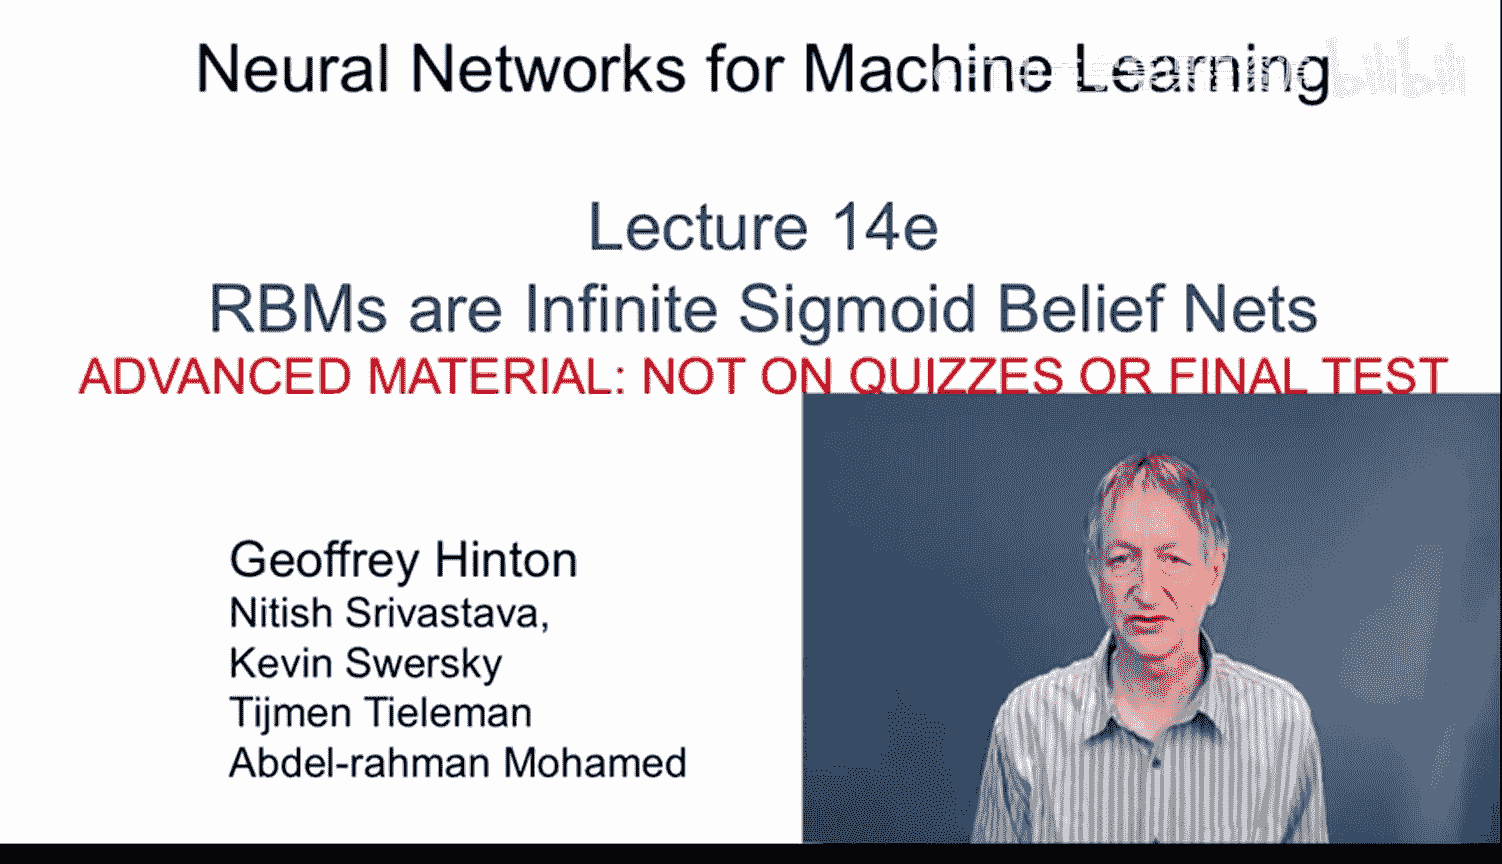 Neural Networks for Machine Learning
bilibili
Lecture 14e
RBMs are Infinite Sigmoid Belief Nets
ADVANCED MATERIAL: NOT ON QUIZZES OR FINAL TEST
Geoffrey Hinton
Nitish Srivastava,
Kevin Swersky
Tijmen Tieleman
Abdel-rahman Mohamed